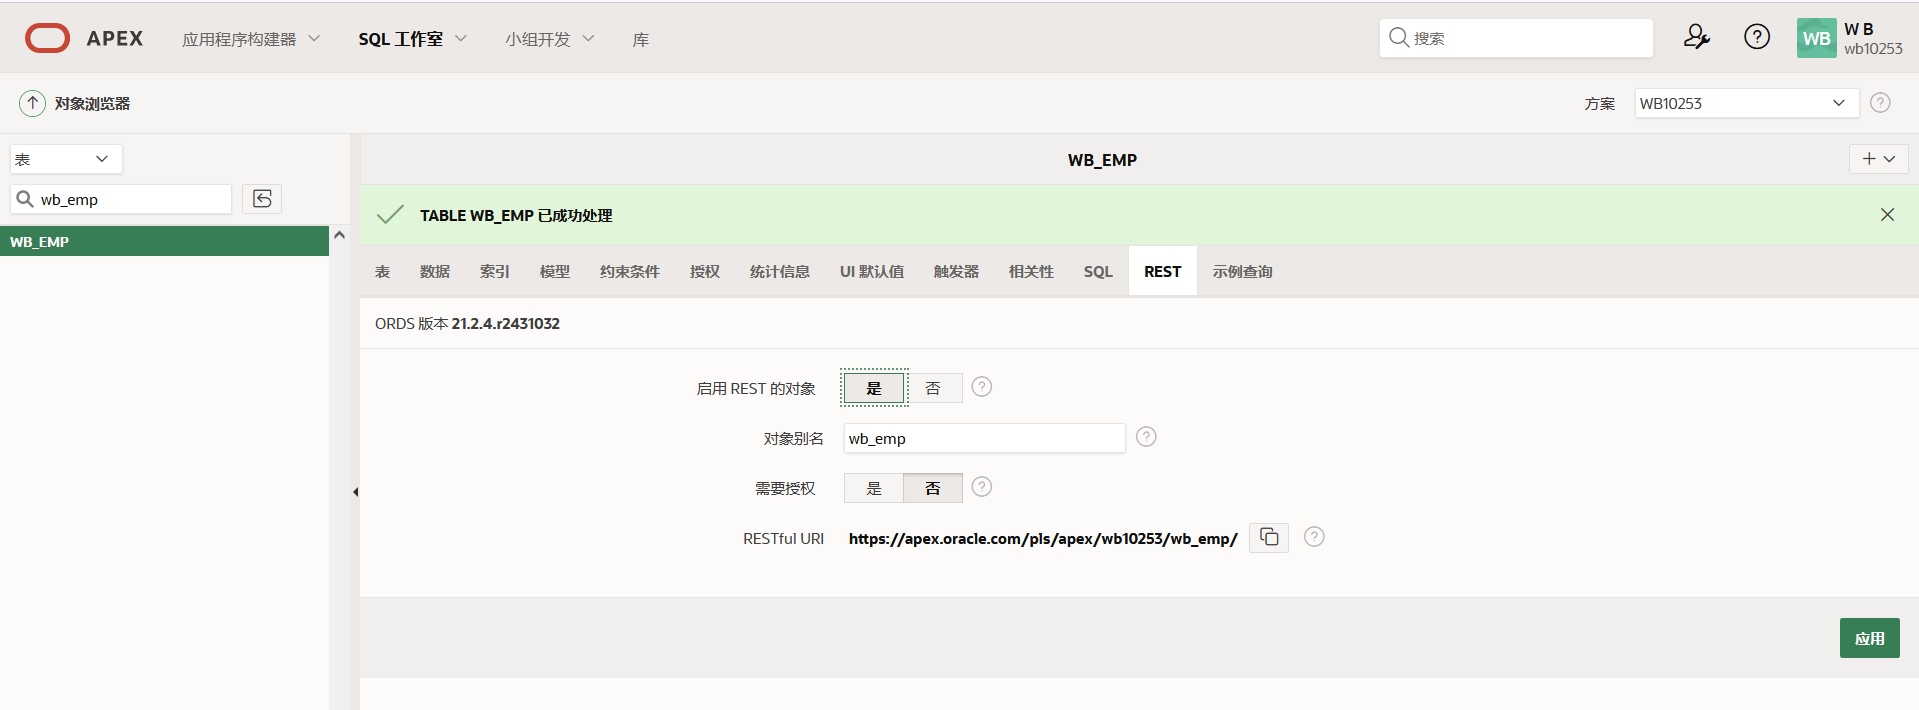 APEX 应用程序构建器 SQL 工作室 小组开发 库 搜索 WB W B
wb10253
对象浏览器 方案 WB10253
表
WB_EMP
wb_emp
TABLE WB_EMP 已成功处理
WB_EMP
表 数据 索引 模型 约束条件 授权 统计信息 UI 默认值 触发器 相关性 SQL REST 示例查询
ORDS 版本 21.2.4.r2431032
启用 REST 的对象 是 否
对象别名 wb_emp
需要授权 是 否
RESTful URI https://apex.oracle.com/pls/apex/wb10253/wb_emp/
应用